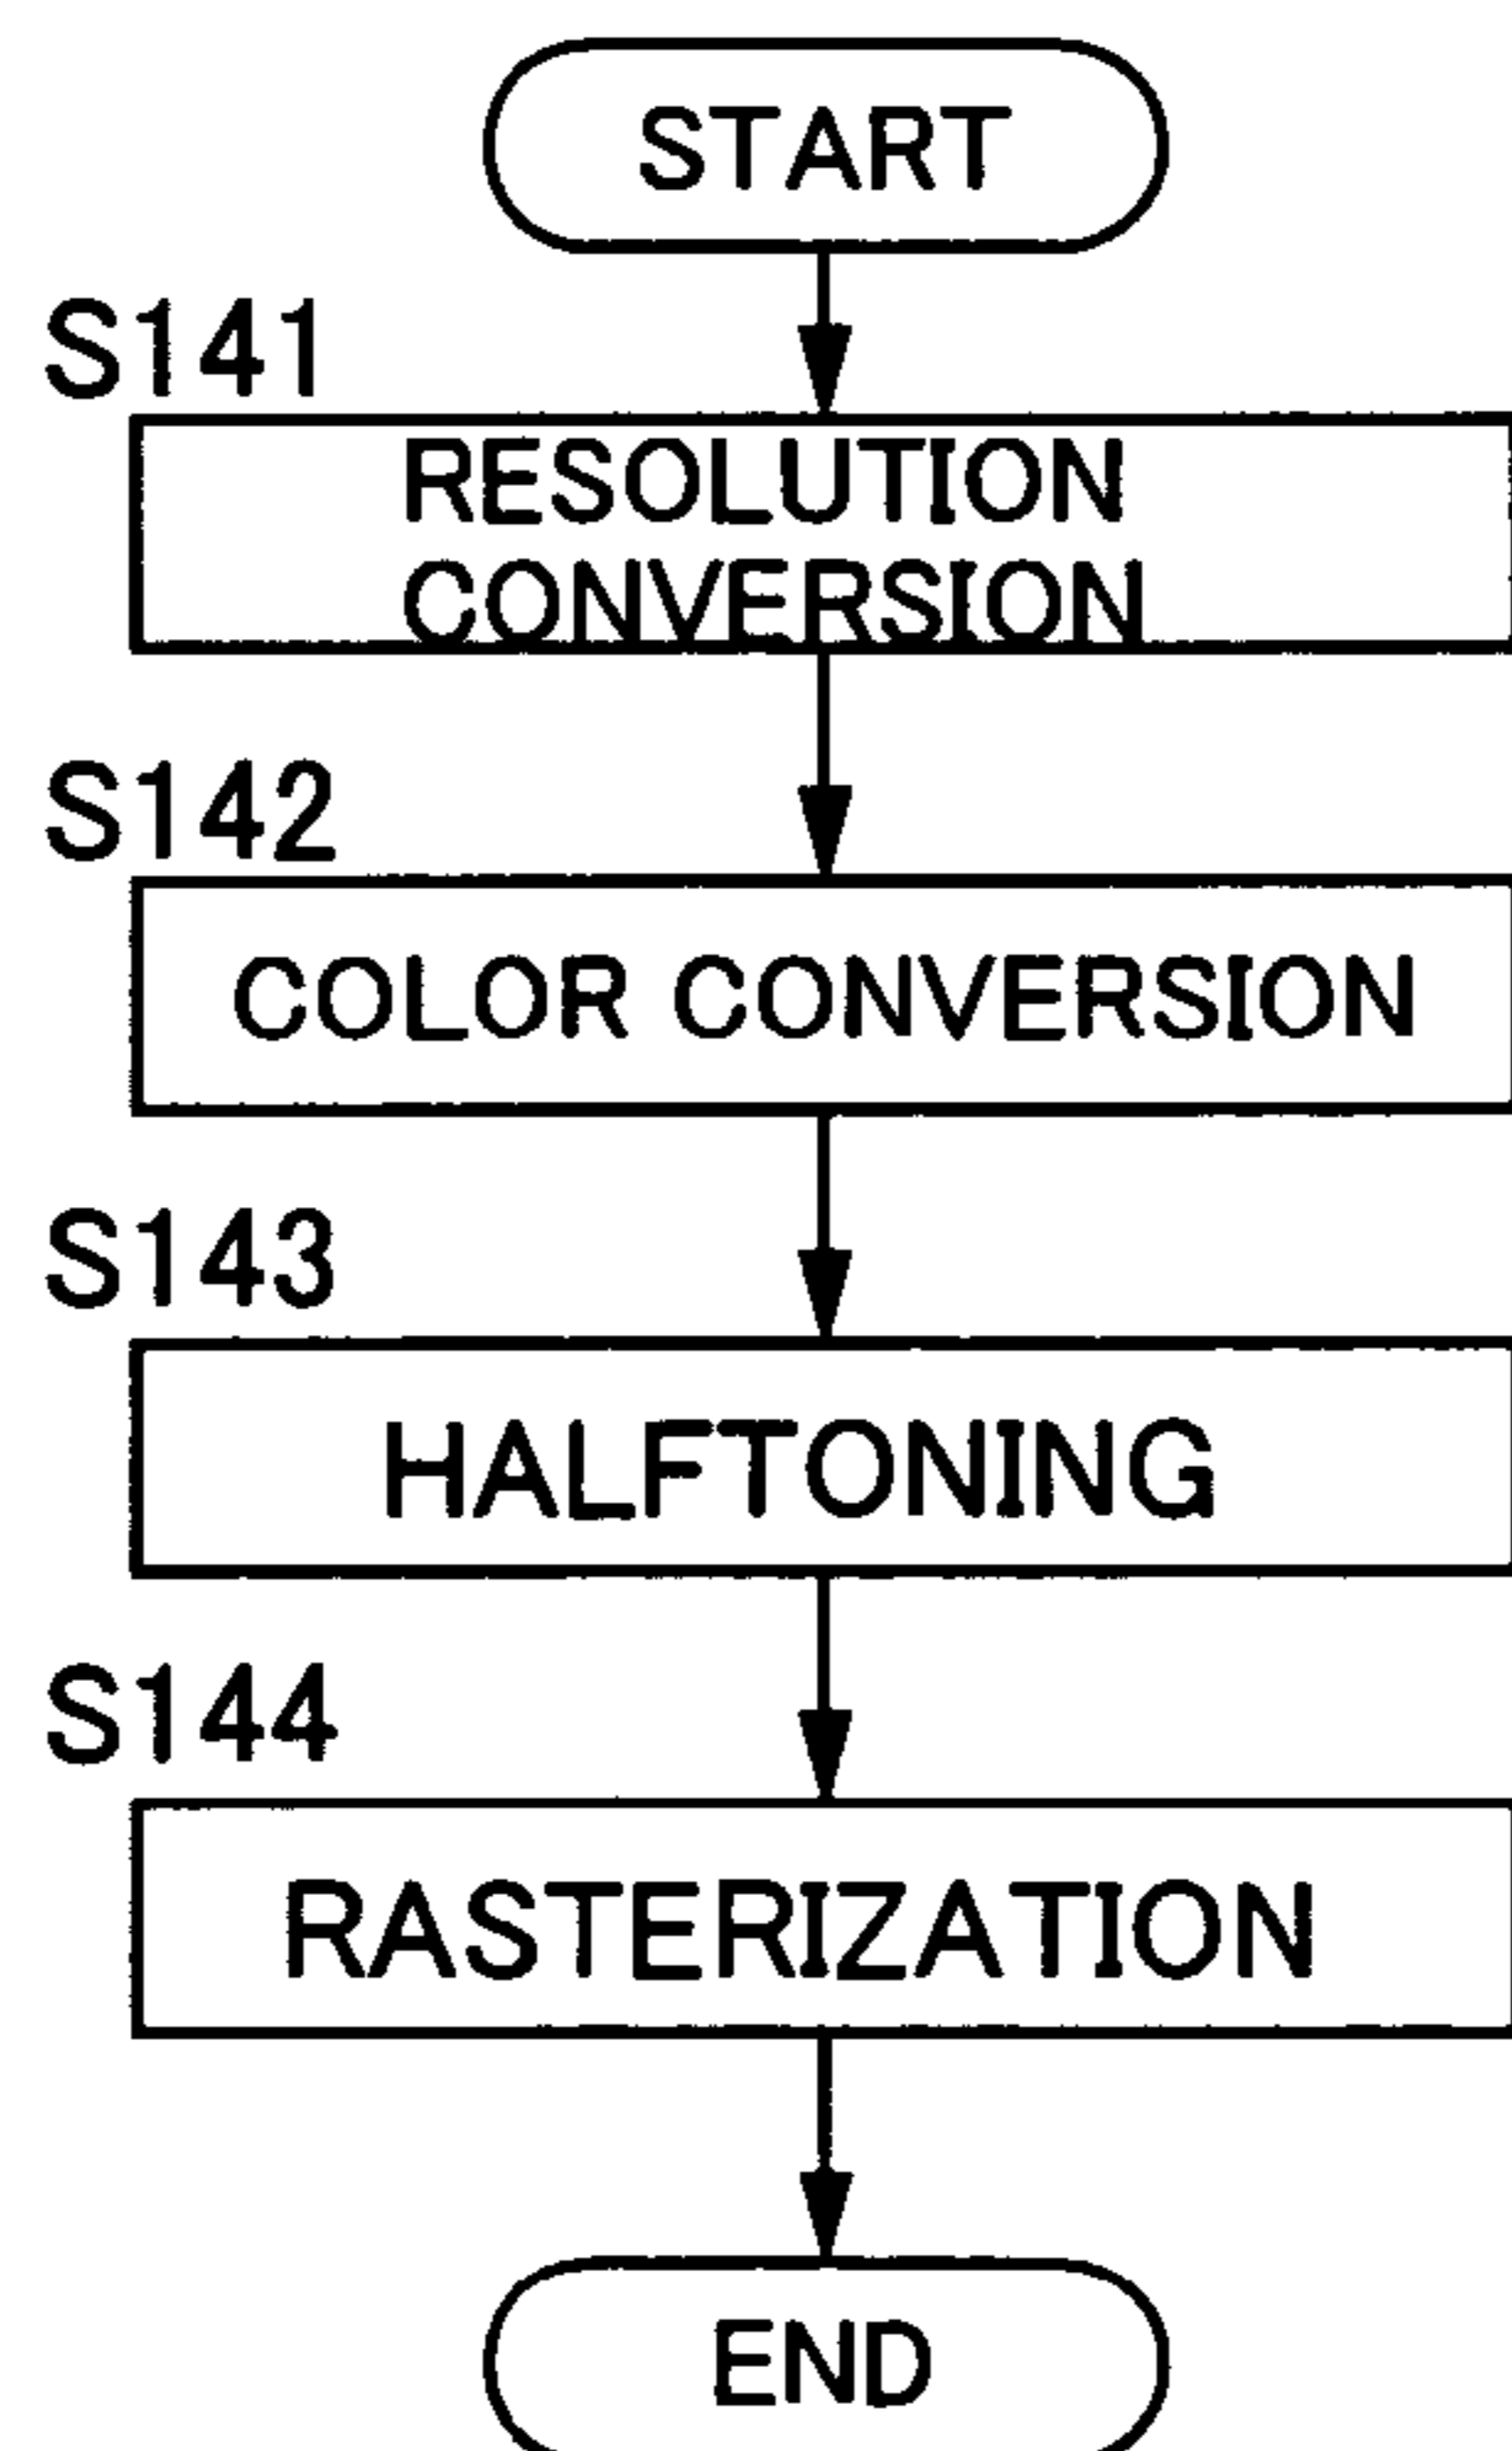 START
S141
RESOLUTION
CONVERSION
S142
COLOR CONVERSION
S143
HALFTONING
S144
RASTERIZATION
END